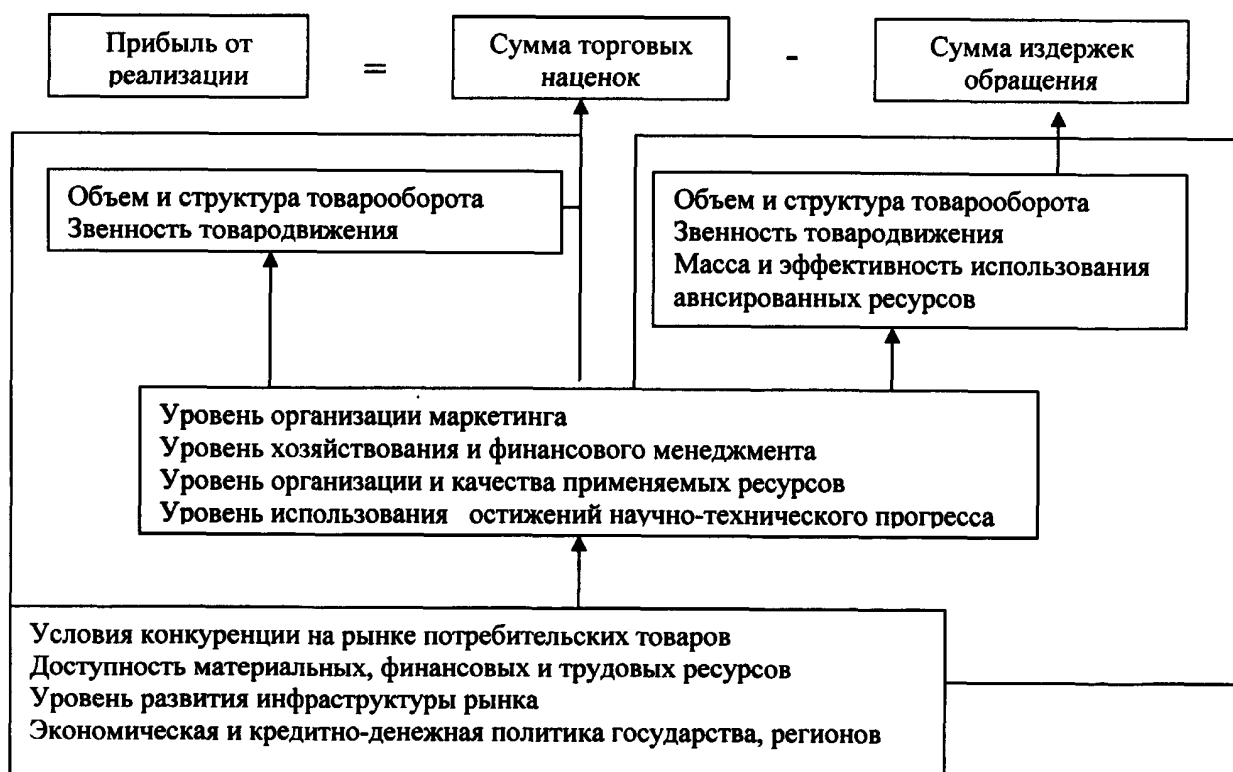 Прибыль от
реализации
=
Сумма торговых
наценок
-
Сумма издержек
обращения
Объем и структура товарооборота
Звенность товародвижения
Объем и структура товарооборота
Звенность товародвижения
Масса и эффективность использования
авнсированных ресурсов
Уровень организации маркетинга
Уровень хозяйствования и финансового менеджмента
Уровень организации и качества применяемых ресурсов
Уровень использования остижений научно-технического прогресса
Условия конкуренции на рынке потребительских товаров
Доступность материальных, финансовых и трудовых ресурсов
Уровень развития инфраструктуры рынка
Экономическая и кредитно-денежная политика государства, регионов